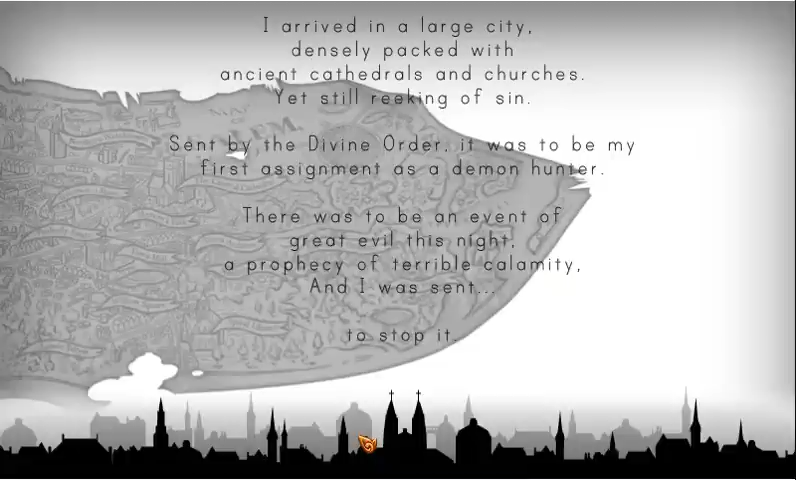 I arrived in a large city,
densely packed with
ancient cathedrals and churches.
Yet still reeking of sin.
Sent by the Divine Order, it was to be my
first assignment as a demon hunter.
There was to be an event of
great evil this night,
a prophecy of terrible calamity,
And I was sent...
to stop it.